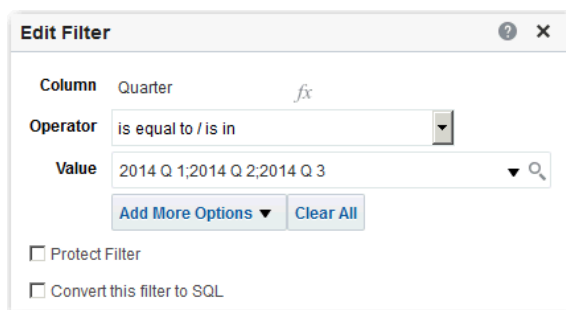 Edit Filter
Column Quarter fx
Operator is equal to / is in
Value 2014 Q 1;2014 Q 2;2014 Q 3
Add More Options Clear All
Protect Filter
Convert this filter to SQL